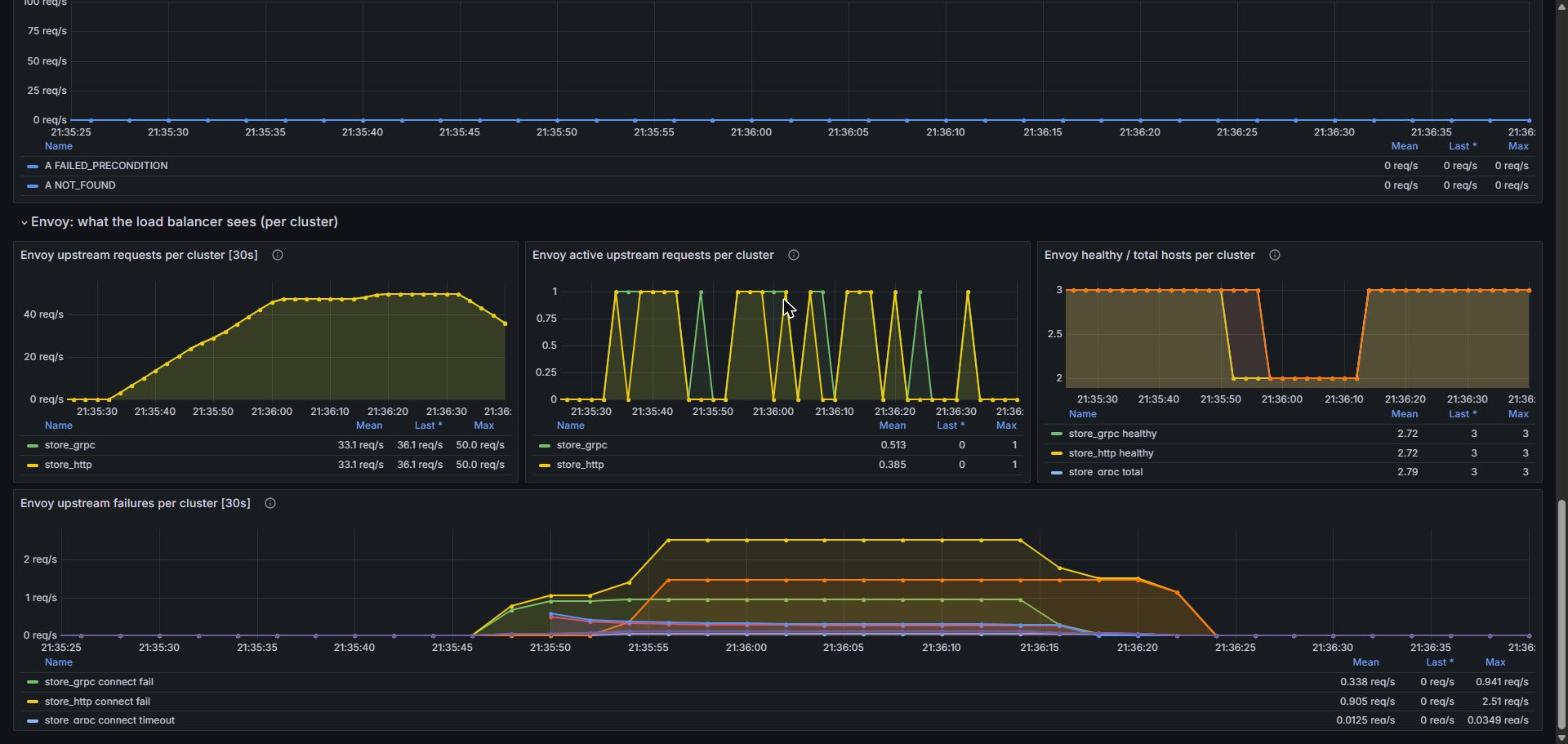 100 req/s
75 req/s
50 req/s
25 req/s
0 req/s
21:35:25 21:35:30 21:35:35 21:35:40 21:35:45 21:35:50 21:35:55 21:36:00 21:36:05 21:36:10 21:36:15 21:36:20 21:36:25 21:36:30 21:36:35 21:36:
Name Mean Last * Max
A FAILED_PRECONDITION 0 req/s 0 req/s 0 req/s
A NOT_FOUND 0 req/s 0 req/s 0 req/s
Envoy: what the load balancer sees (per cluster)
Envoy upstream requests per cluster [30s]
40 req/s
20 req/s
0 req/s
21:35:30 21:35:40 21:35:50 21:36:00 21:36:10 21:36:20 21:36:30 21:36:
Name Mean Last * Max
store_grpc 33.1 req/s 36.1 req/s 50.0 req/s
store_http 33.1 req/s 36.1 req/s 50.0 req/s
Envoy active upstream requests per cluster
1
0.75
0.5
0.25
0
21:35:30 21:35:40 21:35:50 21:36:00 21:36:10 21:36:20 21:36:30 21:36:
Name Mean Last * Max
store_grpc 0.513 0 1
store_http 0.385 0 1
Envoy healthy / total hosts per cluster
3
2.5
2
21:35:30 21:35:40 21:35:50 21:36:00 21:36:10 21:36:20 21:36:30 21:36:
Name Mean Last * Max
store_grpc healthy 2.72 3 3
store_http healthy 2.72 3 3
store_grpc total 2.79 3 3
Envoy upstream failures per cluster [30s]
2 req/s
1 req/s
0 req/s
21:35:25 21:35:30 21:35:35 21:35:40 21:35:45 21:35:50 21:35:55 21:36:00 21:36:05 21:36:10 21:36:15 21:36:20 21:36:25 21:36:30 21:36:35 21:36:
Name Mean Last * Max
store_grpc connect fail 0.338 req/s 0 req/s 0.941 req/s
store_http connect fail 0.905 req/s 0 req/s 2.51 req/s
store_grpc connect timeout 0.0125 req/s 0 req/s 0.0349 req/s